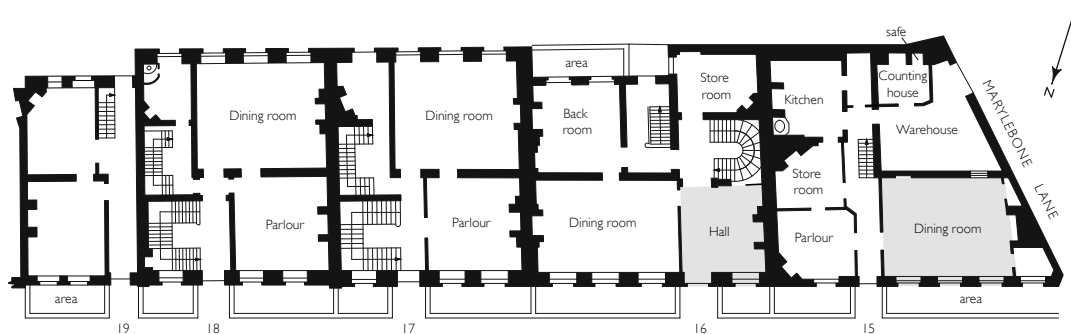 safe
area
Store
room
Counting
house
Kitchen
MARYLEBONE LANE
N
Dining room
Dining room
Back
room
Warehouse
Store
room
Parlour
Parlour
Dining room
Hall
Parlour
Dining room
area
area
19
18
17
16
15